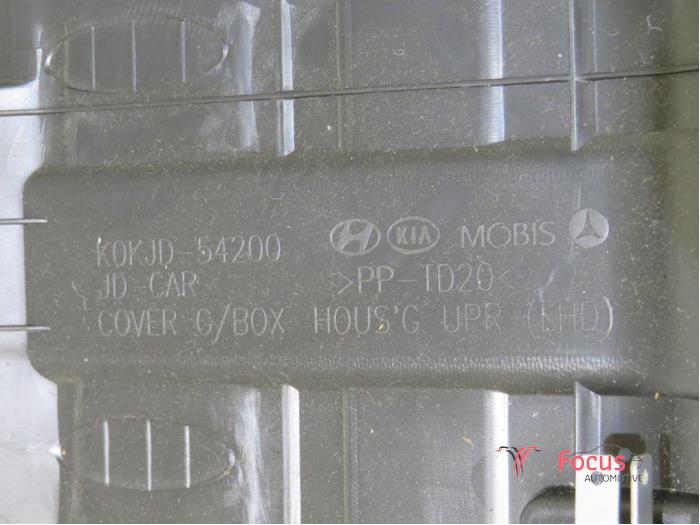 K0KJD-54200 KIA MOBIS
JD-CAR >PP-TD20<
COVER G/BOX HOUS'G UPR (LHD)
Focus
AUTOMOTIVE